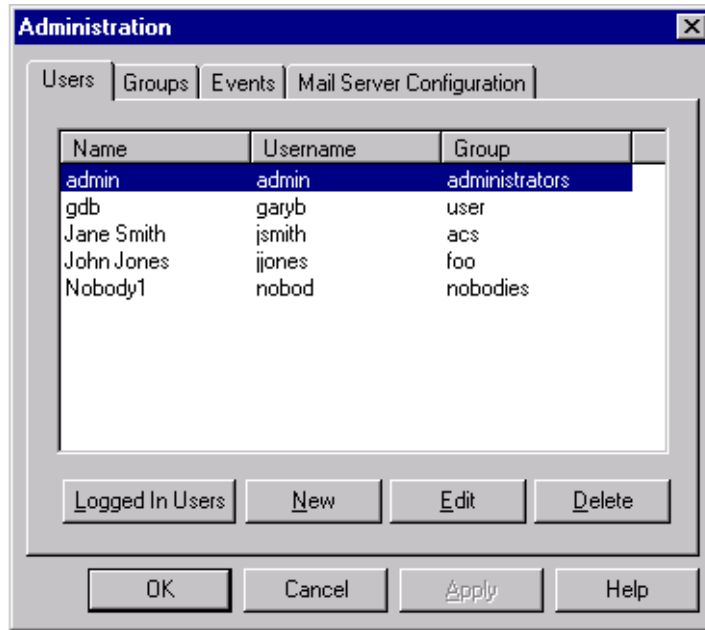 Administration
Users Groups Events Mail Server Configuration
Name Username Group
admin admin administrators
gdb garyb user
Jane Smith jsmith acs
John Jones jjones foo
Nobody1 nobod nobodies
Logged In Users New Edit Delete
OK Cancel Apply Help